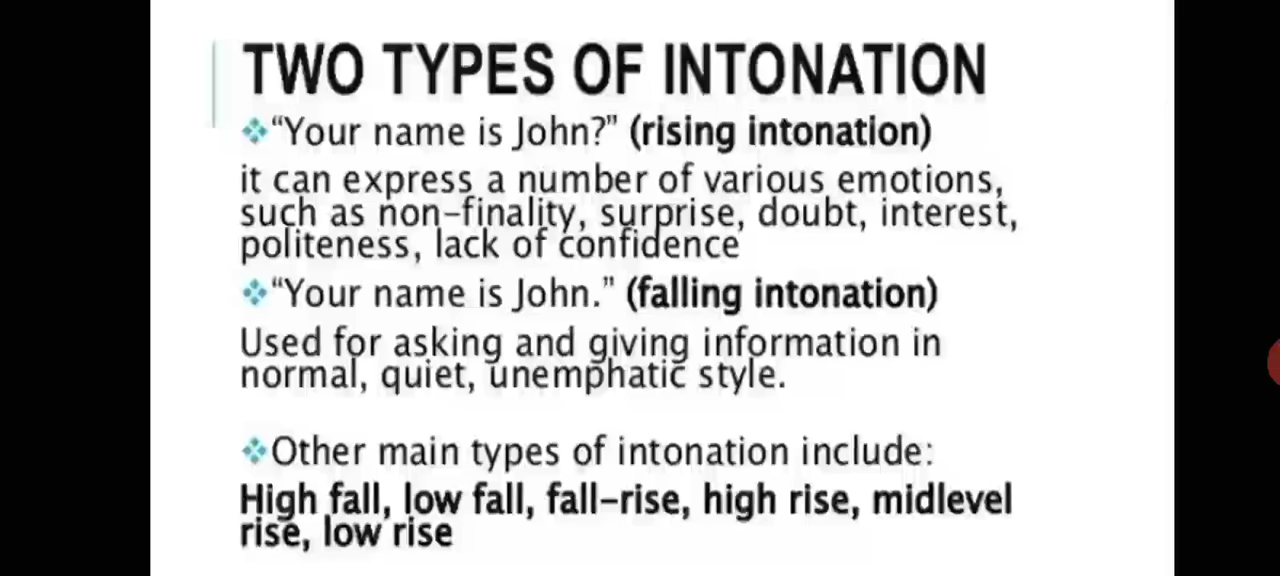 TWO TYPES OF INTONATION
❖“Your name is John?” (rising intonation)
it can express a number of various emotions,
such as non-finality, surprise, doubt, interest,
politeness, lack of confidence
❖“Your name is John.” (falling intonation)
Used for asking and giving information in
normal, quiet, unemphatic style.
❖Other main types of intonation include:
High fall, low fall, fall-rise, high rise, midlevel
rise, low rise